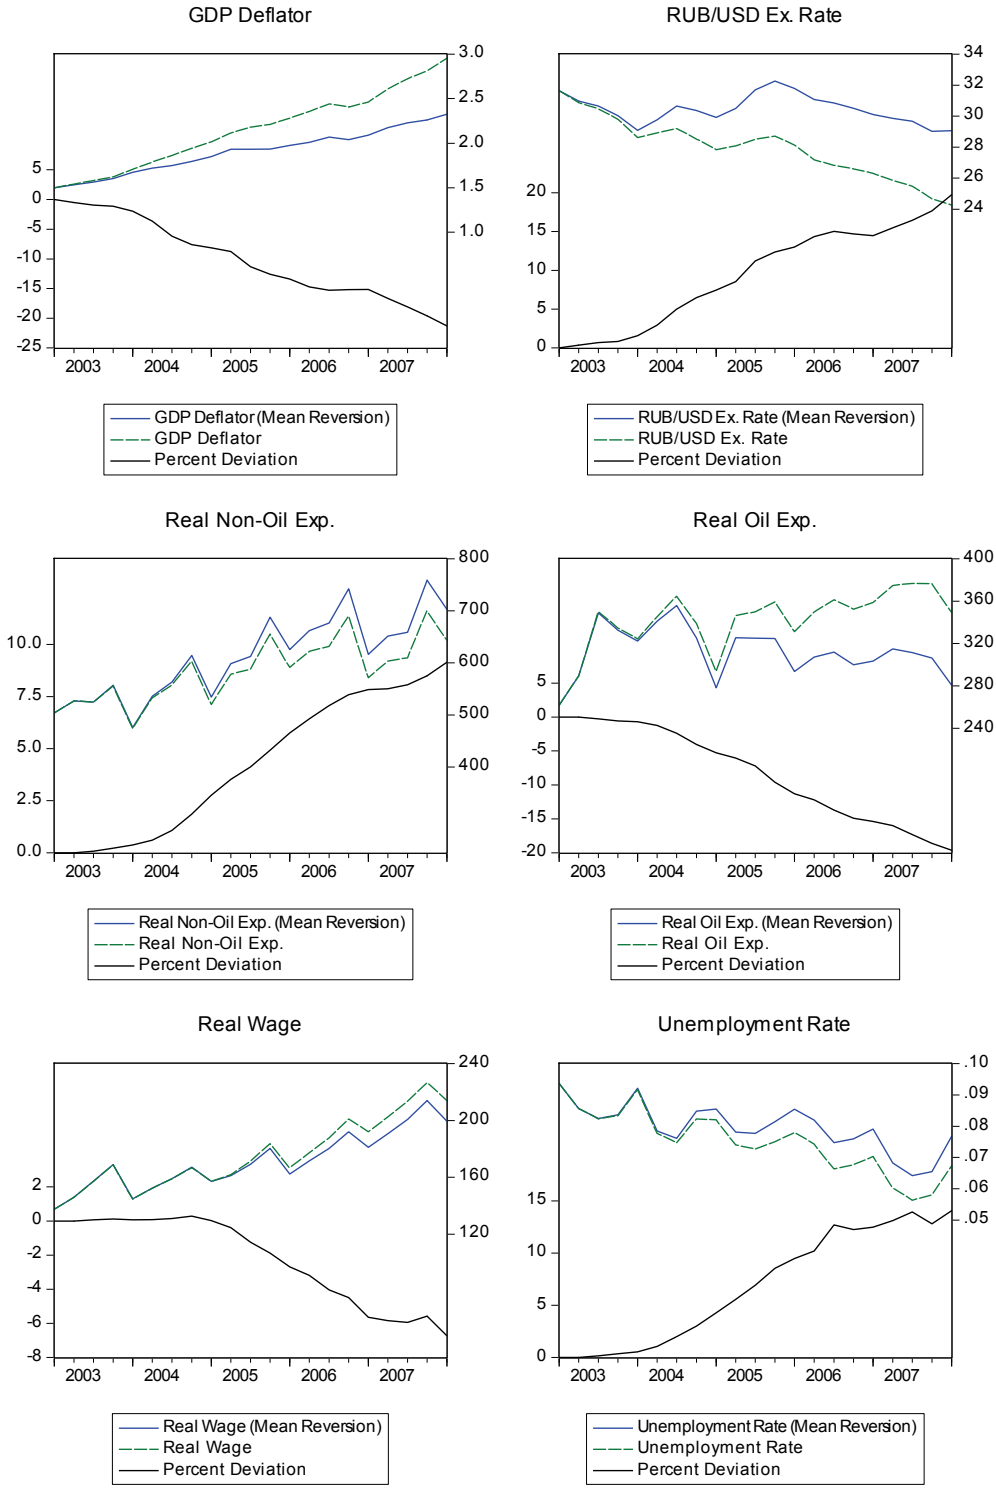 GDP Deflator
3.0
2.5
2.0
1.5
1.0
5
0
-5
-10
-15
-20
-25
2003 2004 2005 2006 2007
GDP Deflator (Mean Reversion)
GDP Deflator
Percent Deviation
RUB/USD Ex. Rate
34
32
30
28
26
24
20
15
10
5
0
2003 2004 2005 2006 2007
RUB/USD Ex. Rate (Mean Reversion)
RUB/USD Ex. Rate
Percent Deviation
Real Non-Oil Exp.
800
700
600
500
400
10.0
7.5
5.0
2.5
0.0
2003 2004 2005 2006 2007
Real Non-Oil Exp. (Mean Reversion)
Real Non-Oil Exp.
Percent Deviation
Real Oil Exp.
400
360
320
280
240
5
0
-5
-10
-15
-20
2003 2004 2005 2006 2007
Real Oil Exp. (Mean Reversion)
Real Oil Exp.
Percent Deviation
Real Wage
240
200
160
120
2
0
-2
-4
-6
-8
2003 2004 2005 2006 2007
Real Wage (Mean Reversion)
Real Wage
Percent Deviation
Unemployment Rate
.10
.09
.08
.07
.06
.05
15
10
5
0
2003 2004 2005 2006 2007
Unemployment Rate (Mean Reversion)
Unemployment Rate
Percent Deviation